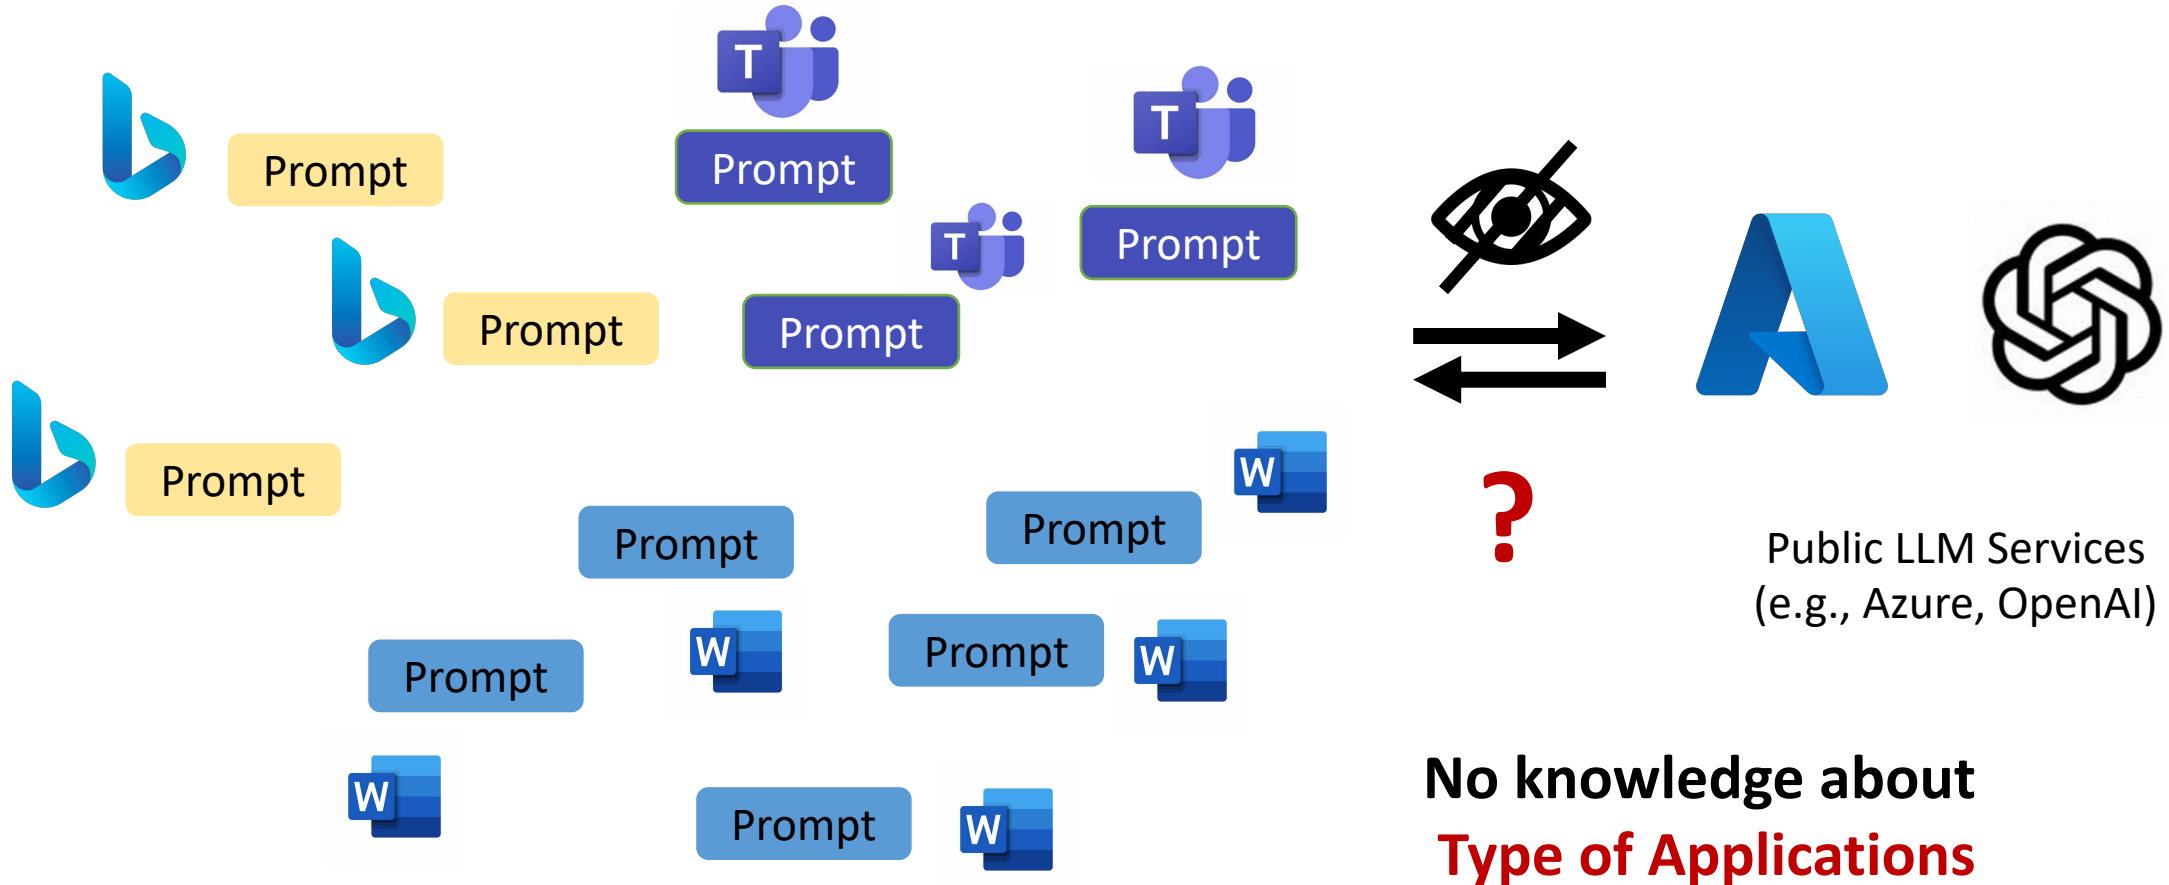 T
T
Prompt
Prompt
T
Prompt
Prompt
Prompt
Prompt
Prompt
W
Prompt
Prompt
?
Public LLM Services
(e.g., Azure, OpenAI)
W
Prompt
W
Prompt
W
Prompt
W
No knowledge about
Type of Applications